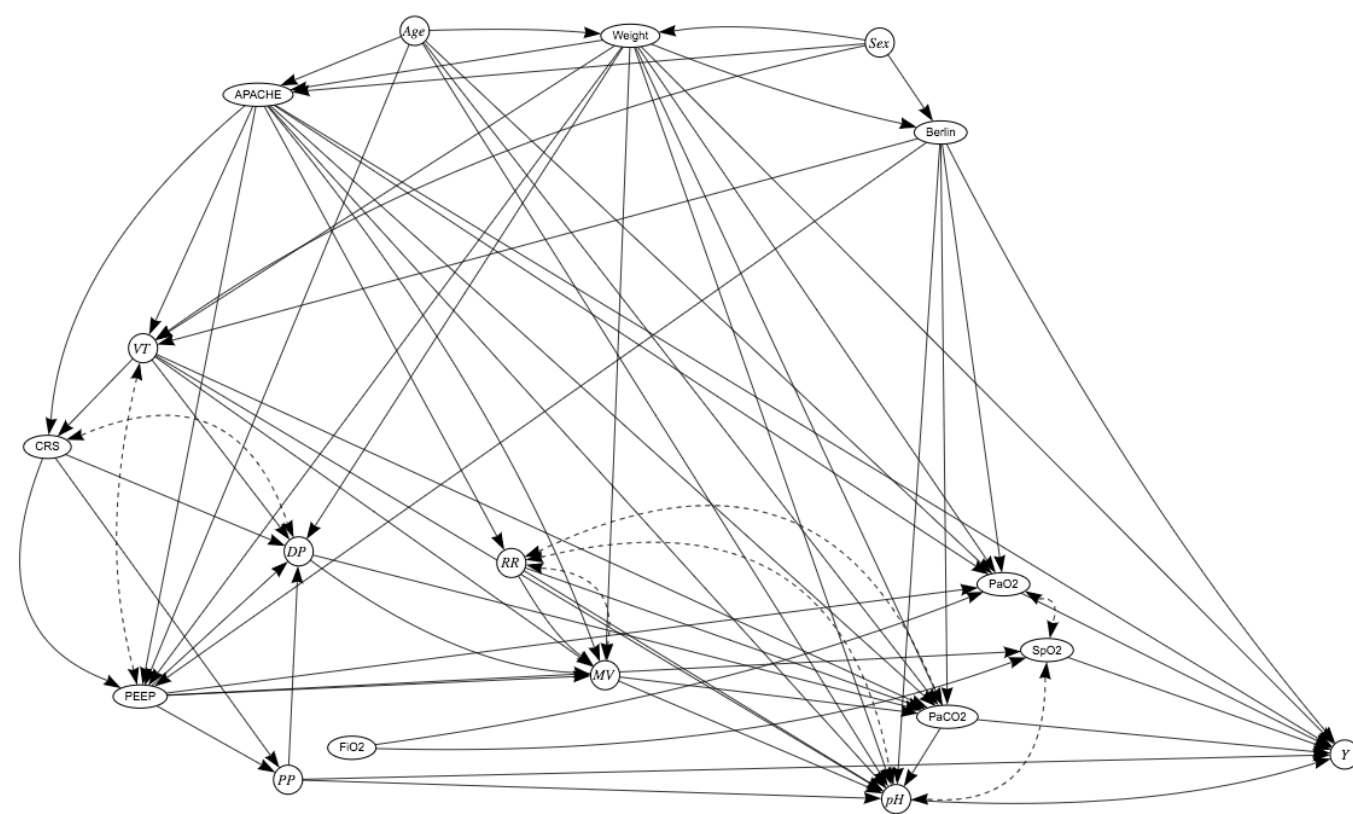 Age
Weight
Sex
APACHE
Berlin
VT
CRS
DP
RR
PaO2
SpO2
MV
PEEP
PaCO2
FiO2
Y
PP
pH